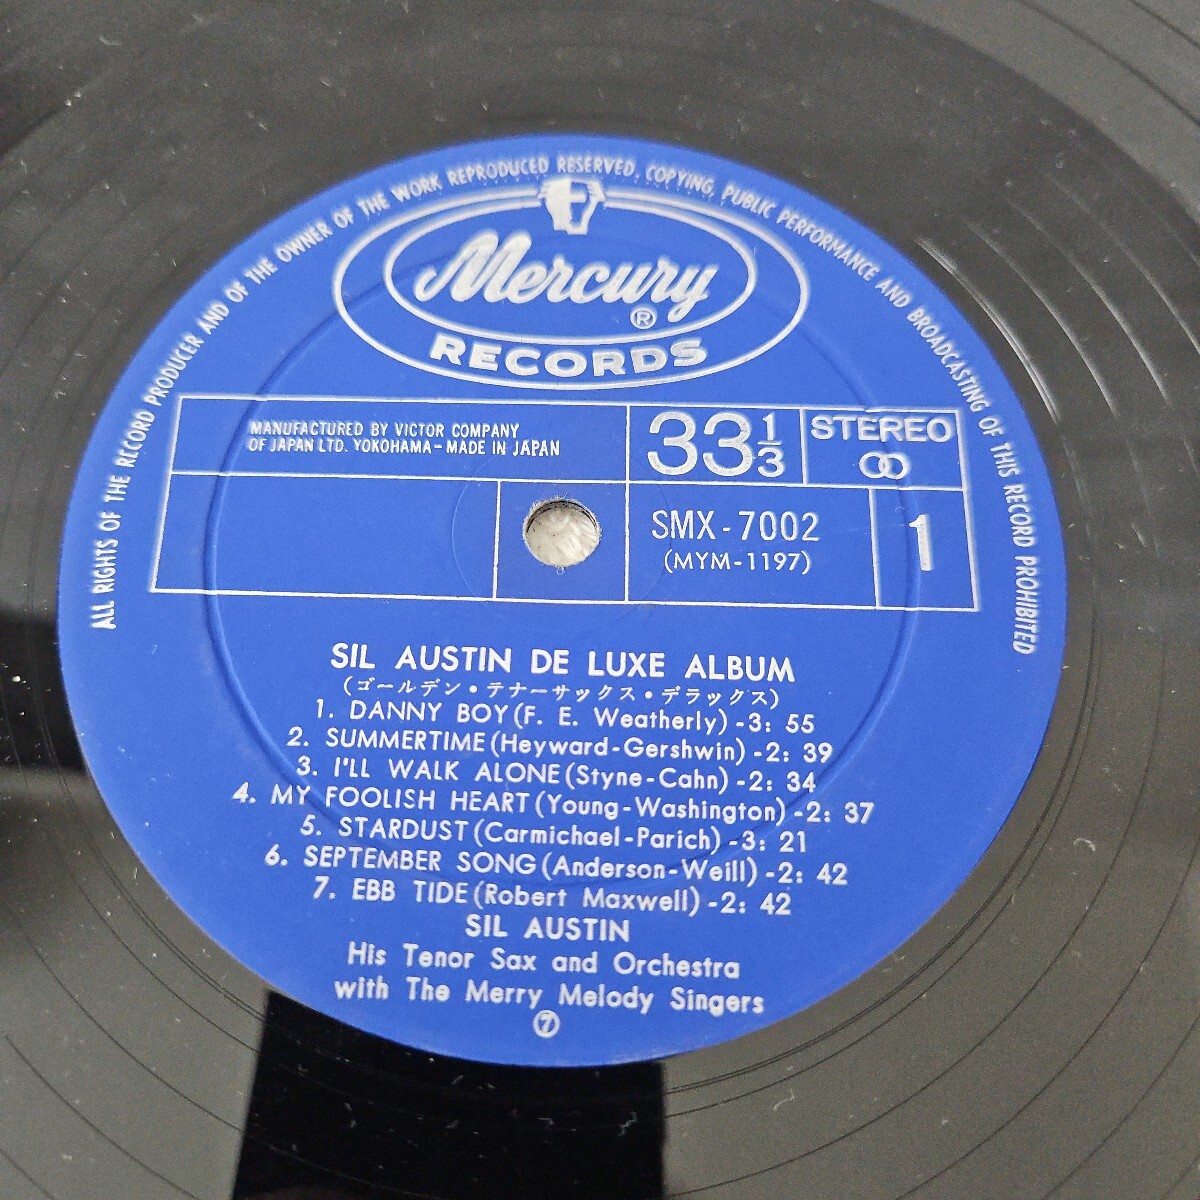 ALL RIGHTS OF THE RECORD PRODUCER AND OF THE OWNER OF THE WORK REPRODUCED RESERVED. COPYING, PUBLIC PERFORMANCE AND BROADCASTING OF THIS RECORD PROHIBITED
Mercury ®
RECORDS
MANUFACTURED BY VICTOR COMPANY
OF JAPAN LTD. YOKOHAMA-MADE IN JAPAN
33 1/3
STEREO
SMX-7002
(MYM-1197)
1
SIL AUSTIN DE LUXE ALBUM
(ゴールデン・テナーサックス・デラックス)
1. DANNY BOY(F. E. Weatherly)-3: 55
2. SUMMERTIME(Heyward-Gershwin)-2: 39
3. I'LL WALK ALONE(Styne-Cahn)-2: 34
4. MY FOOLISH HEART(Young-Washington)-2: 37
5. STARDUST(Carmichael-Parich)-3: 21
6. SEPTEMBER SONG(Anderson-Weill)-2: 42
7. EBB TIDE(Robert Maxwell)-2: 42
SIL AUSTIN
His Tenor Sax and Orchestra
with The Merry Melody Singers
⑦